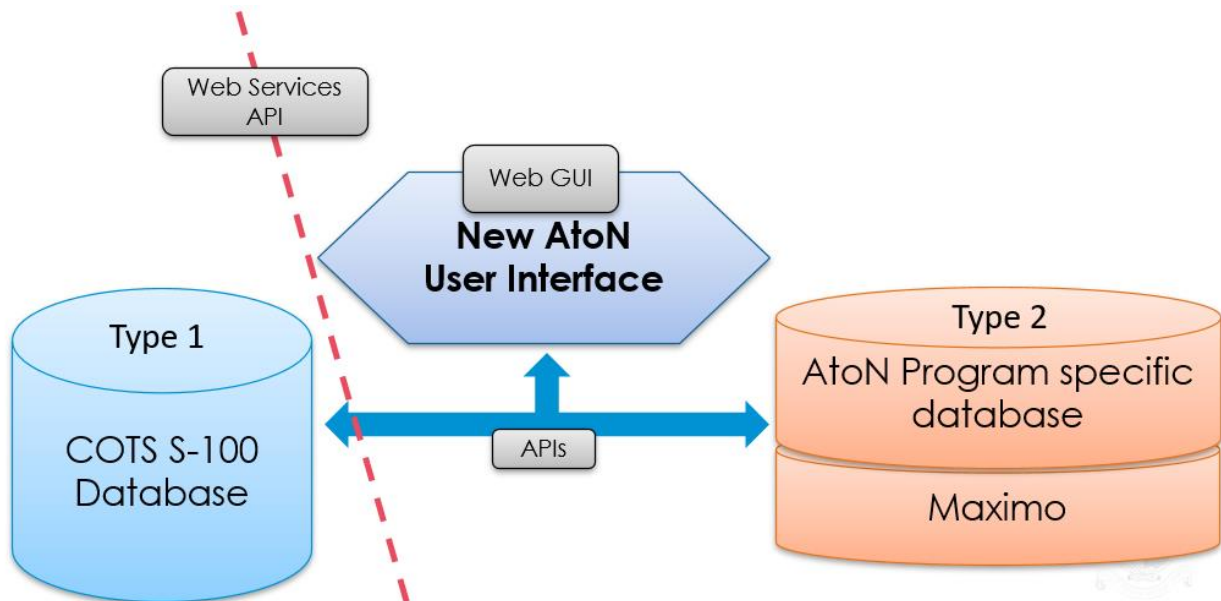 Web Services
API
Web GUI
New AtoN
User Interface
Type 1
COTS S-100
Database
APIs
Type 2
AtoN Program specific
database
Maximo